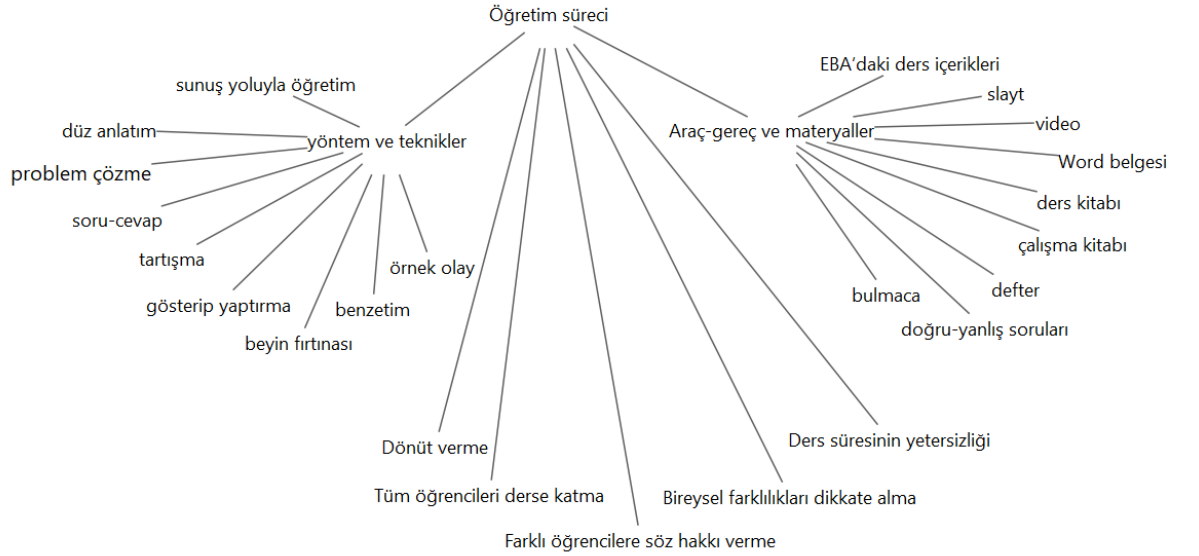 Öğretim süreci
EBA'daki ders içerikleri
sunuş yoluyla öğretim
slayt
düz anlatım
yöntem ve teknikler
Araç-gereç ve materyaller
video
problem çözme
Word belgesi
soru-cevap
ders kitabı
tartışma
örnek olay
çalışma kitabı
gösterip yaptırma
benzetim
bulmaca
defter
beyin fırtınası
doğru-yanlış soruları
Dönüt verme
Ders süresinin yetersizliği
Tüm öğrencileri derse katma
Bireysel farklılıkları dikkate alma
Farklı öğrencilere söz hakkı verme